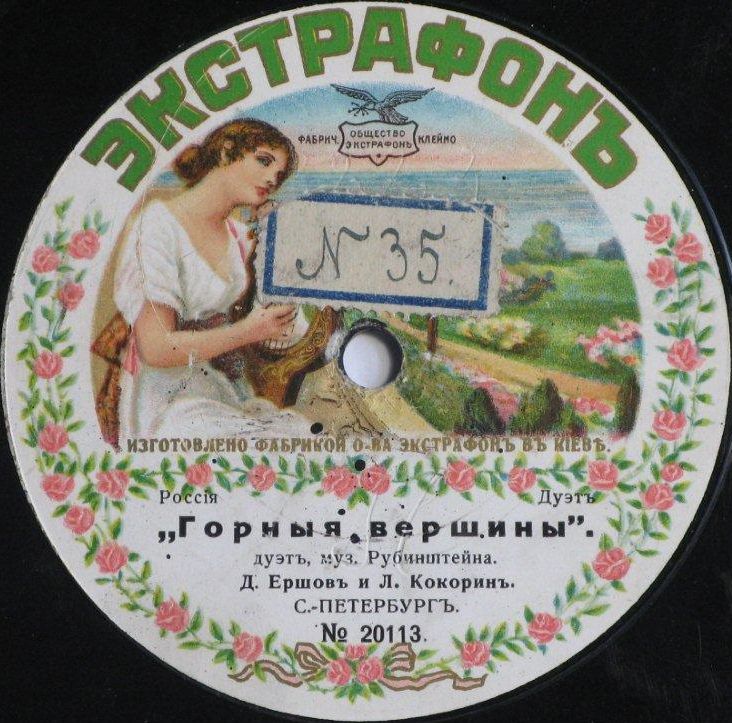 ЭКСТРАФОНЪ
ФАБРИЧ. ОБЩЕСТВО ЭКСТРАФОНЪ КЛЕЙМО
N 35.
ИЗГОТОВЛЕНО ФАБРИКОЙ О-ВА ЭКСТРАФОНЪ ВЪ КІЕВѢ.
Россія Дуэтъ
„Горныя вершины”.
дуэтъ, муз. Рубинштейна.
Д. Ершовъ и Л. Кокоринъ.
С.-ПЕТЕРБУРГЪ.
№ 20113.